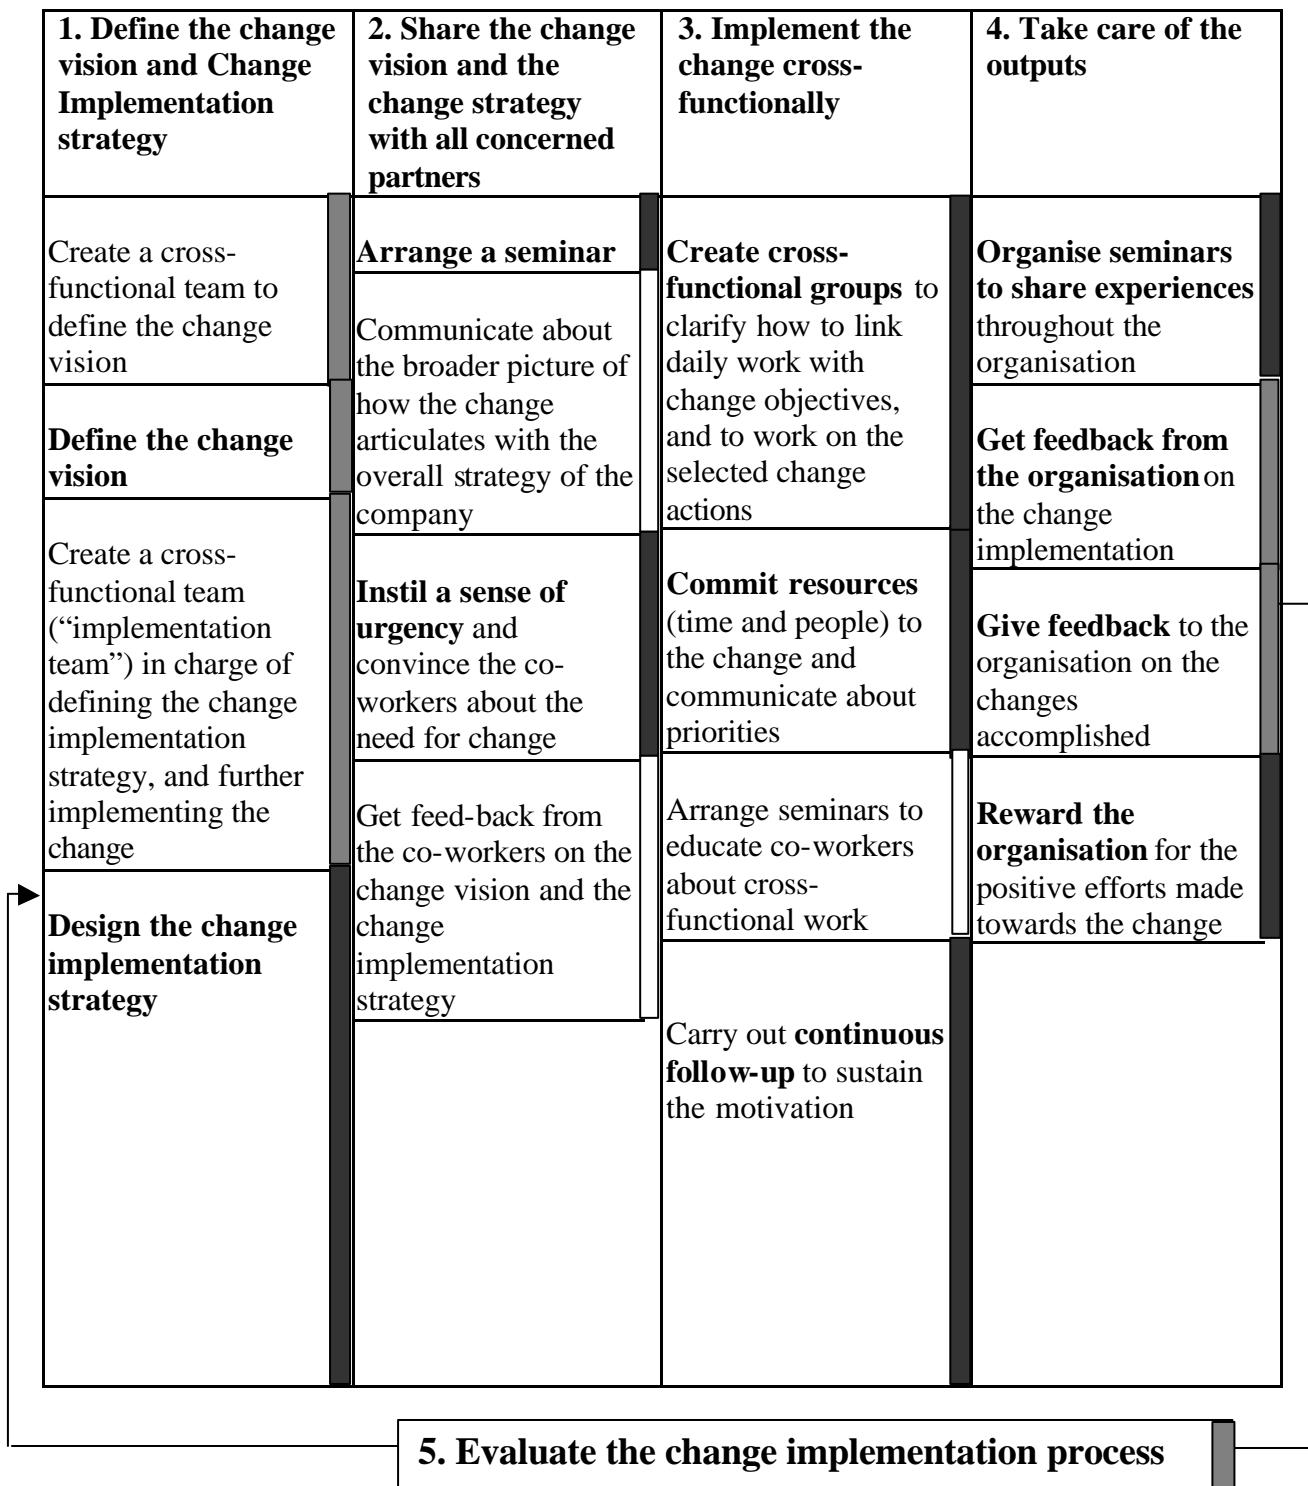 1. Define the change
vision and Change
Implementation
strategy
2. Share the change
vision and the
change strategy
with all concerned
partners
3. Implement the
change cross-
functionally
4. Take care of the
outputs
Create a cross-
functional team to
define the change
vision
Define the change
vision
Create a cross-
functional team
(“implementation
team”) in charge of
defining the change
implementation
strategy, and further
implementing the
change
Design the change
implementation
strategy
Arrange a seminar
Communicate about
the broader picture of
how the change
articulates with the
overall strategy of the
company
Instil a sense of
urgency and
convince the co-
workers about the
need for change
Get feed-back from
the co-workers on the
change vision and the
change
implementation
strategy
Create cross-
functional groups to
clarify how to link
daily work with
change objectives,
and to work on the
selected change
actions
Commit resources
(time and people) to
the change and
communicate about
priorities
Arrange seminars to
educate co-workers
about cross-
functional work
Carry out continuous
follow-up to sustain
the motivation
Organise seminars
to share experiences
throughout the
organisation
Get feedback from
the organisation on
the change
implementation
Give feedback to the
organisation on the
changes
accomplished
Reward the
organisation for the
positive efforts made
towards the change
5. Evaluate the change implementation process